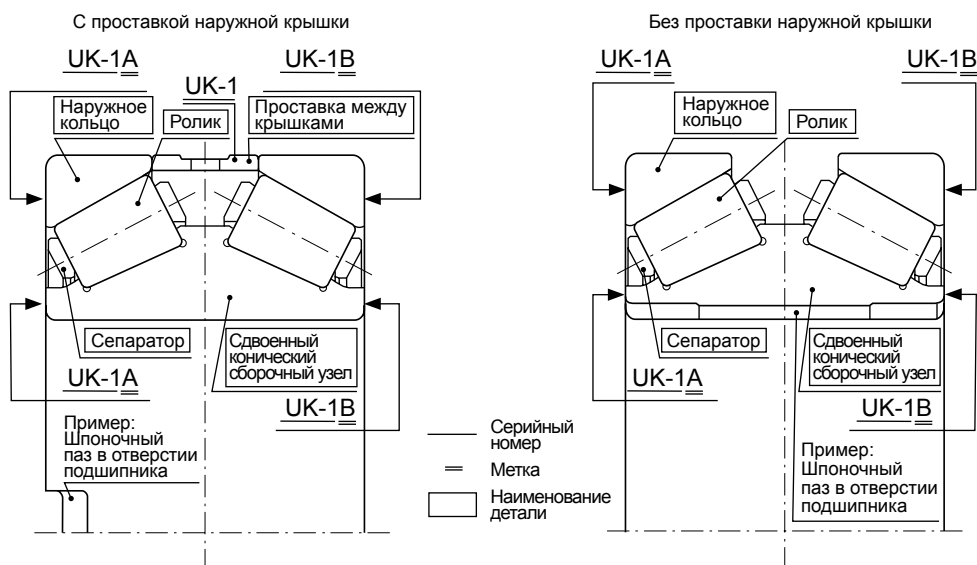 С проставкой наружной крышки
UK-1A
UK-1
UK-1B
Наружное
кольцо
Ролик
Проставка между
крышками
Сепаратор
Сдвоенный
конический
сборочный узел
UK-1A
UK-1B
Пример:
Шпоночный
паз в отверстии
подшипника
Серийный
номер
Метка
Наименование
детали
Без проставки наружной крышки
UK-1A
UK-1B
Наружное
кольцо
Ролик
Сепаратор
Сдвоенный
конический
сборочный узел
UK-1A
UK-1B
Пример:
Шпоночный
паз в отверстии
подшипника